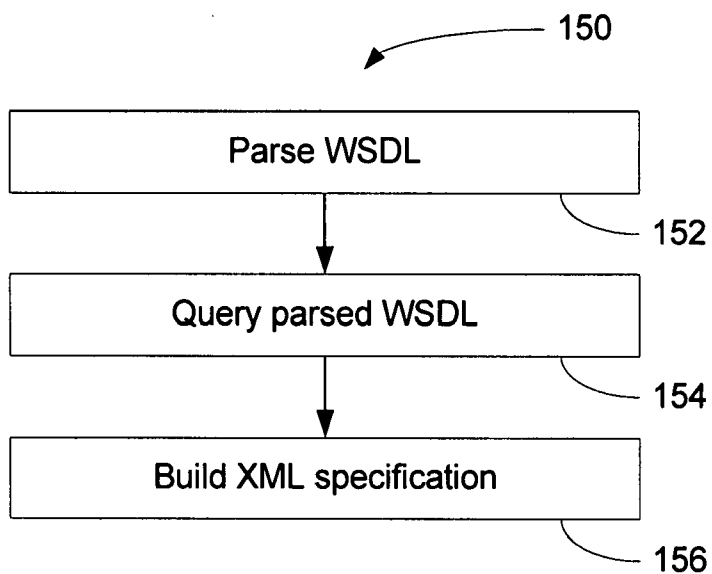 150
Parse WSDL
152
Query parsed WSDL
154
Build XML specification
156